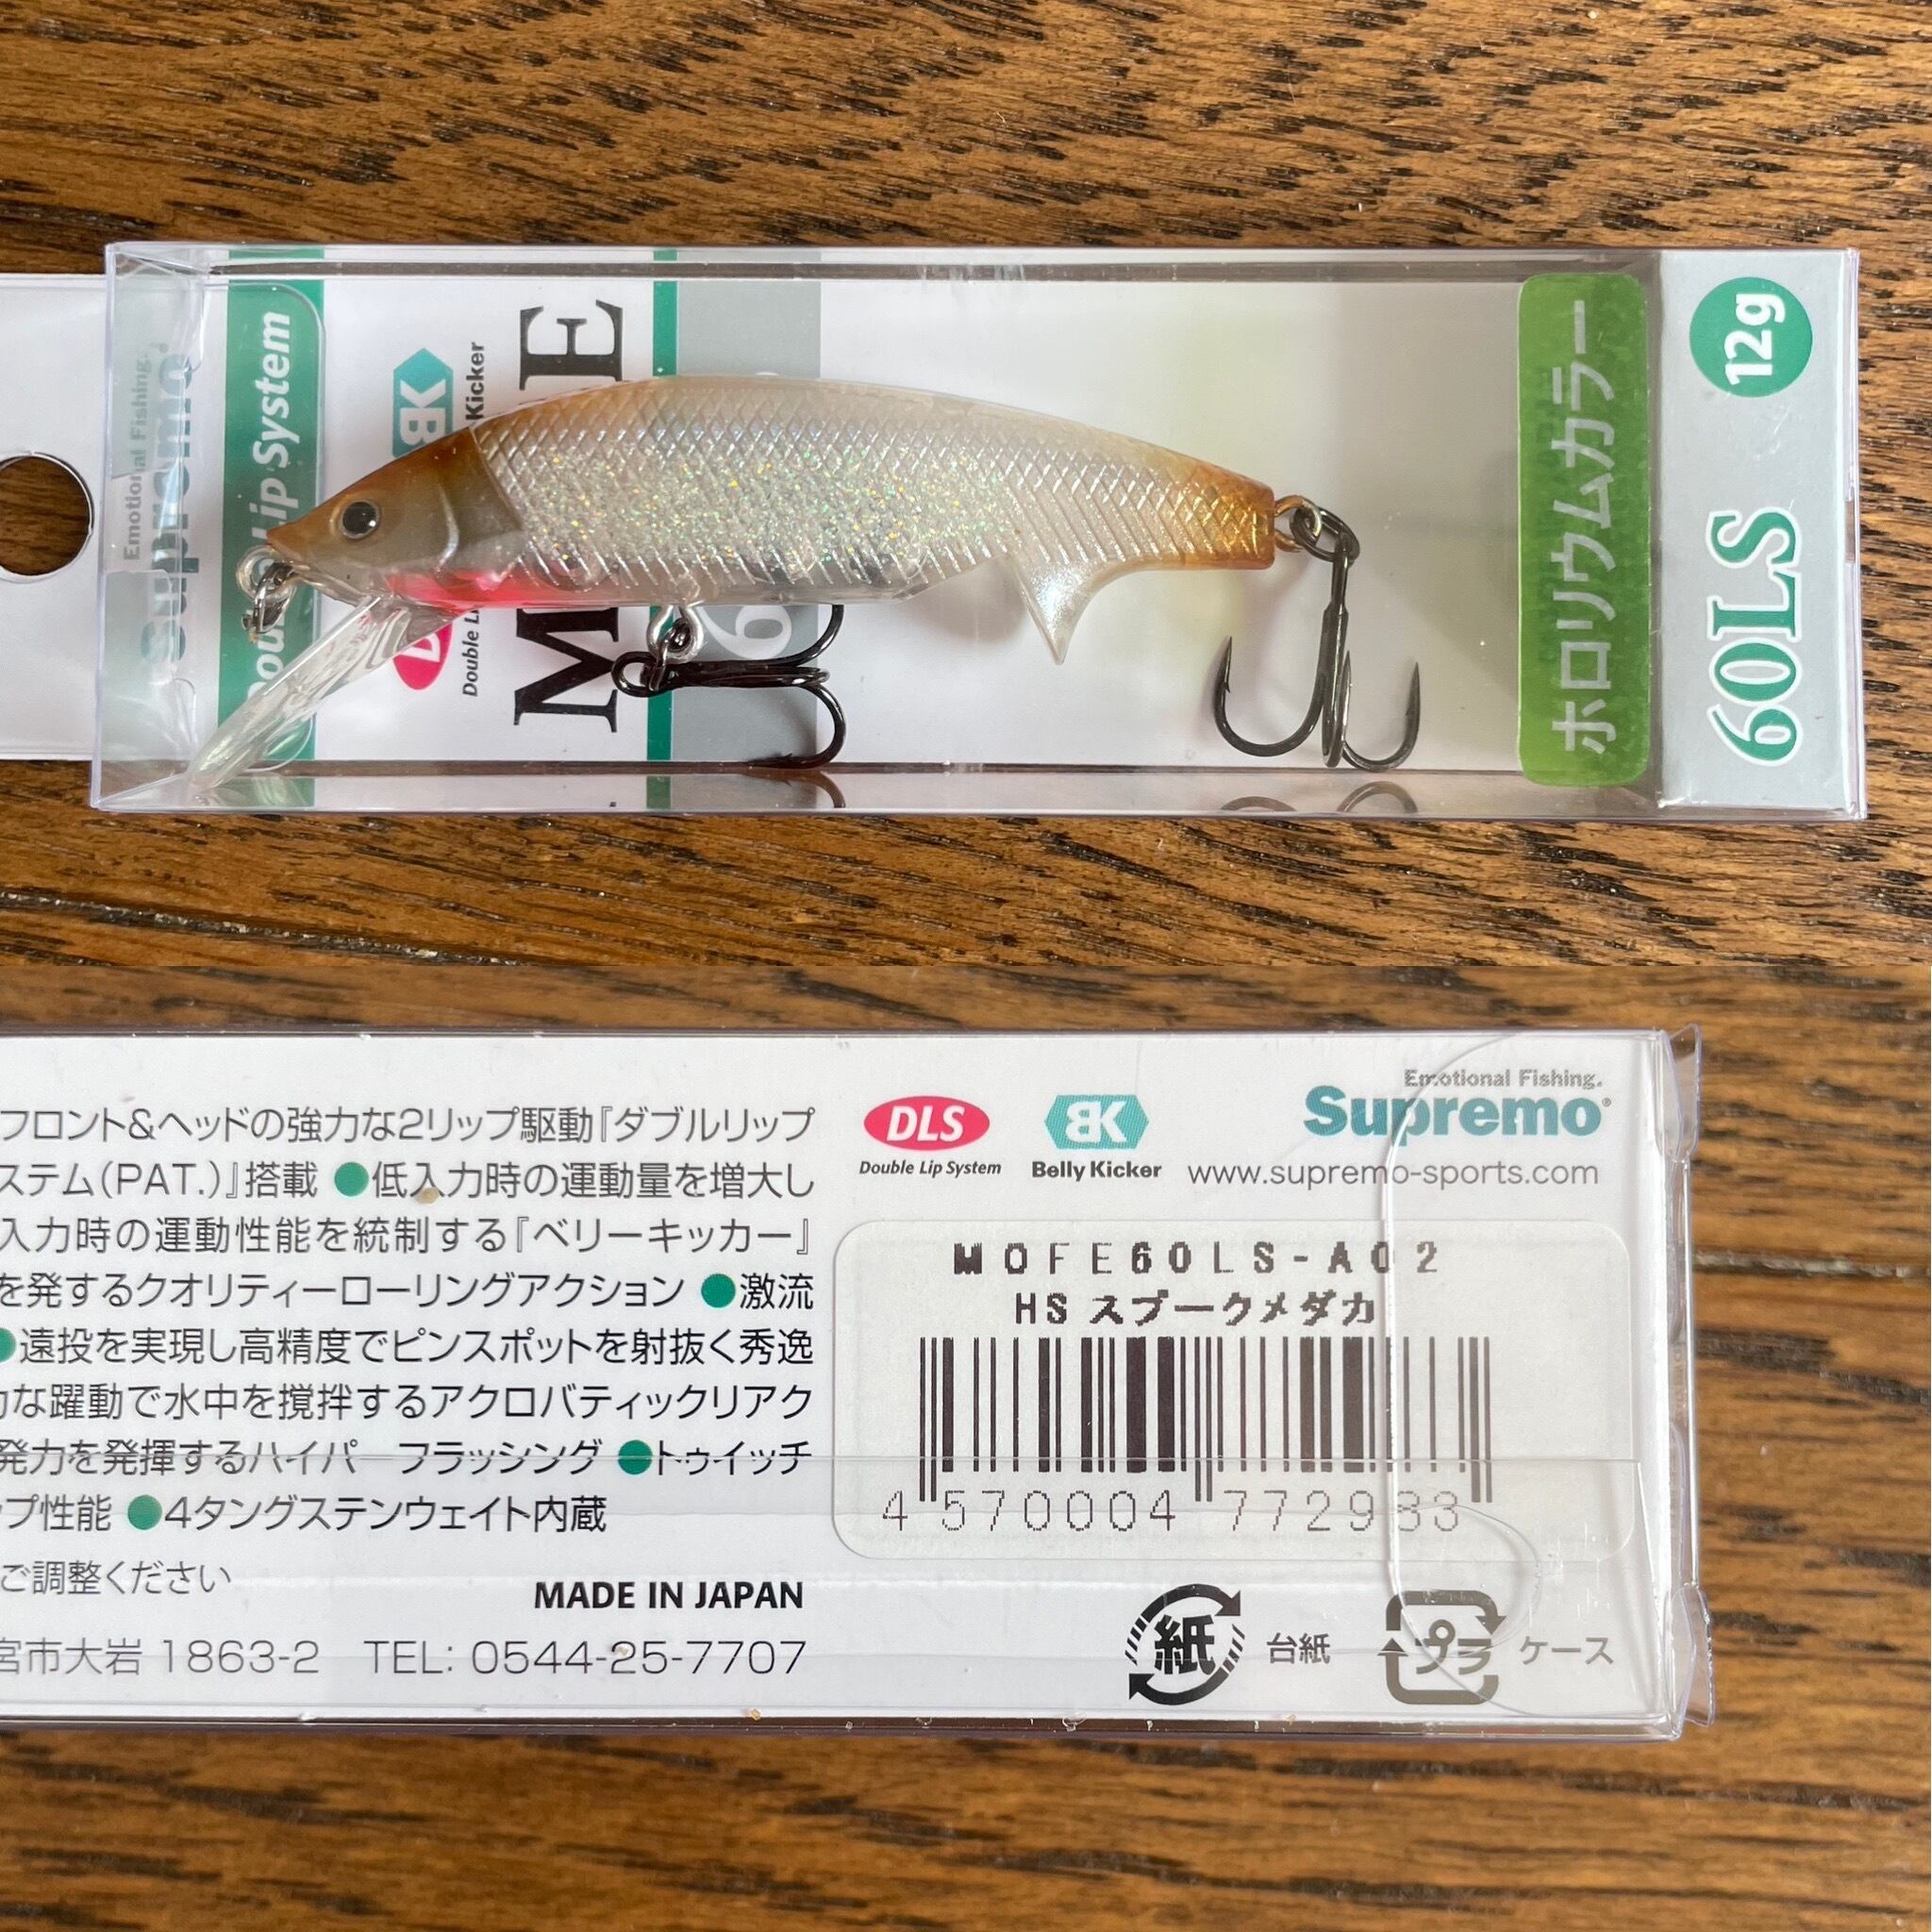 Emotional Fishing.
Supremo
Lip System
BK
Kicker
Double
ホロリウムカラー
12g
60LS
フロント&ヘッドの強力な2リップ駆動『ダブルリップ
ステム(PAT.)』搭載 ●低入力時の運動量を増大し
入力時の運動性能を統制する『ベリーキッカー』
を発するクオリティーローリングアクション ●激流
●遠投を実現し高精度でピンスポットを射抜く秀逸
な躍動で水中を撹拌するアクロバティックリアク
発力を発揮するハイパーフラッシング ●トゥイッチ
プ性能 ●4タングステンウェイト内蔵
ご調整ください
MADE IN JAPAN
宮市大岩 1863-2 TEL: 0544-25-7707
DLS
Double Lip System
BK
Belly Kicker
Emotional Fishing.
Supremo
www.supremo-sports.com
MOFE60LS-A02
HS スプークメダカ
4 570004 772983
紙
台紙
プラ
ケース